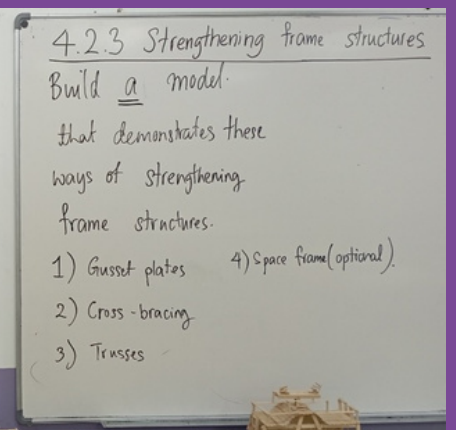 4.2.3 Strengthening frame structures
Build a model.
that demonstrates these
ways of strengthening
frame structures.
1) Gusset plates
4) Space frame (optional).
2) Cross-bracing
3) Trusses